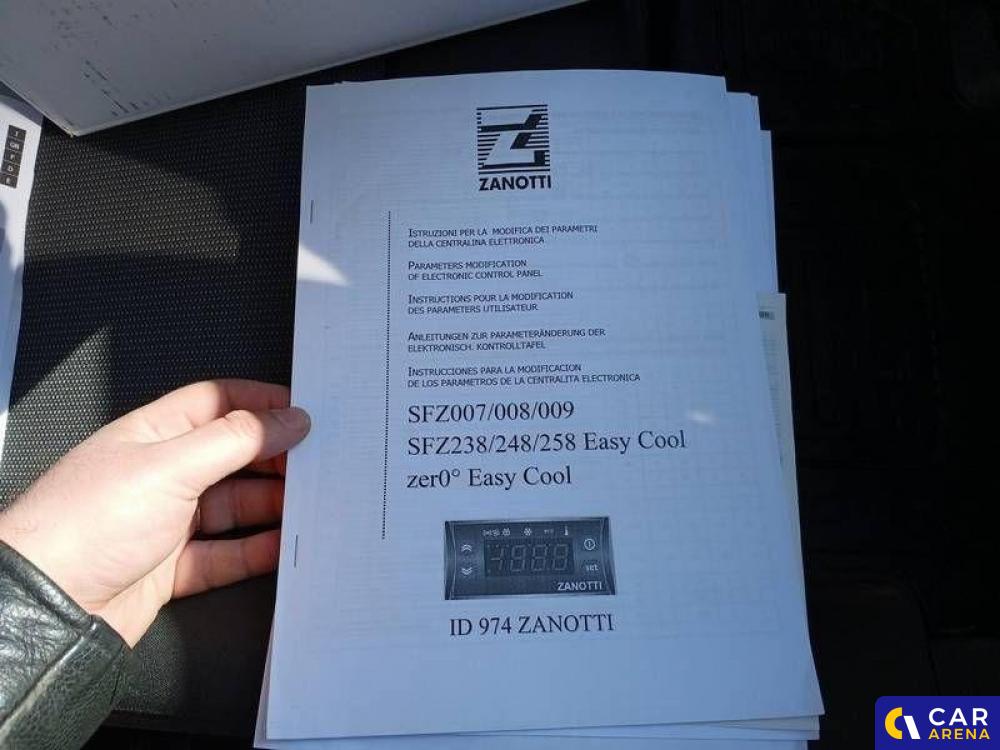 I
GB
F
D
E
ZANOTTI
ISTRUZIONI PER LA MODIFICA DEI PARAMETRI
DELLA CENTRALINA ELETTRONICA
PARAMETERS MODIFICATION
OF ELECTRONIC CONTROL PANEL
INSTRUCTIONS POUR LA MODIFICATION
DES PARAMETERS UTILISATEUR
ANLEITUNGEN ZUR PARAMETERÄNDERUNG DER
ELEKTRONISCH. KONTROLLTAFEL
INSTRUCCIONES PARA LA MODIFICACION
DE LOS PARAMETROS DE LA CENTRALITA ELECTRONICA
SFZ007/008/009
SFZ238/248/258 Easy Cool
zer0° Easy Cool
set
ZANOTTI
ID 974 ZANOTTI
CAR
ARENA